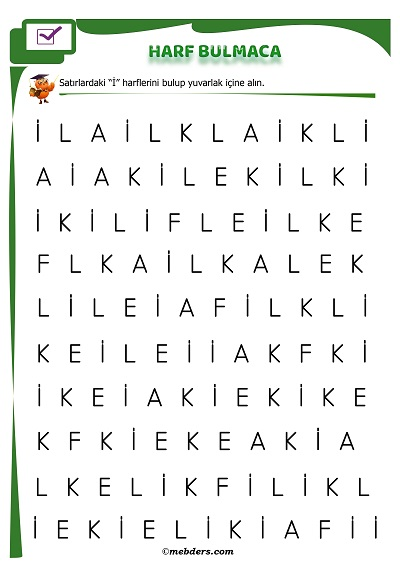 HARF BULMACA
Satırlardaki “İ” harflerini bulup yuvarlak içine alın.
İ L A İ L K L A İ K L İ
A İ A K İ L E K İ L K İ
İ K İ L İ F L E İ L K E
F L K A İ L K A L E K
L İ L E İ A F İ L K L İ
K E İ L E İ İ A K F K İ
İ K E İ A K İ E K İ K E
K F K İ E K E A K İ A
L K E L İ K F İ L İ K L
İ E K İ E L İ K İ A F İ İ
©mebders.com